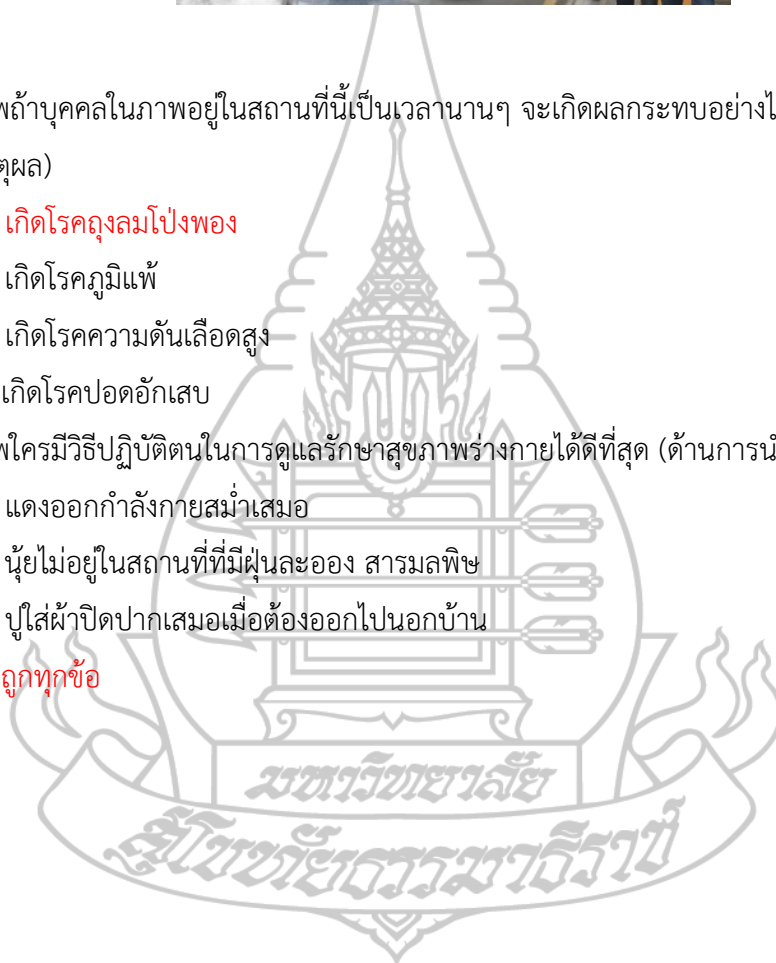 พถ้าบุคคลในภาพอยู่ในสถานที่นี้เป็นเวลานานๆ จะเกิดผลกระทบอย่างไ
ตุผล)
เกิดโรคถุงลมโป่งพอง
เกิดโรคภูมิแพ้
เกิดโรคความดันเลือดสูง
เกิดโรคปอดอักเสบ
พใครมีวิธีปฏิบัติตนในการดูแลรักษาสุขภาพร่างกายได้ดีที่สุด (ด้านการนำ
แดงออกกำลังกายสม่ำเสมอ
นุ้ยไม่อยู่ในสถานที่ที่มีฝุ่นละออง สารมลพิษ
ปูใส่ผ้าปิดปากเสมอเมื่อต้องออกไปนอกบ้าน
ถูกทุกข้อ
มหาวิทยาลัย
สุโขทัยธรรมาธิราช